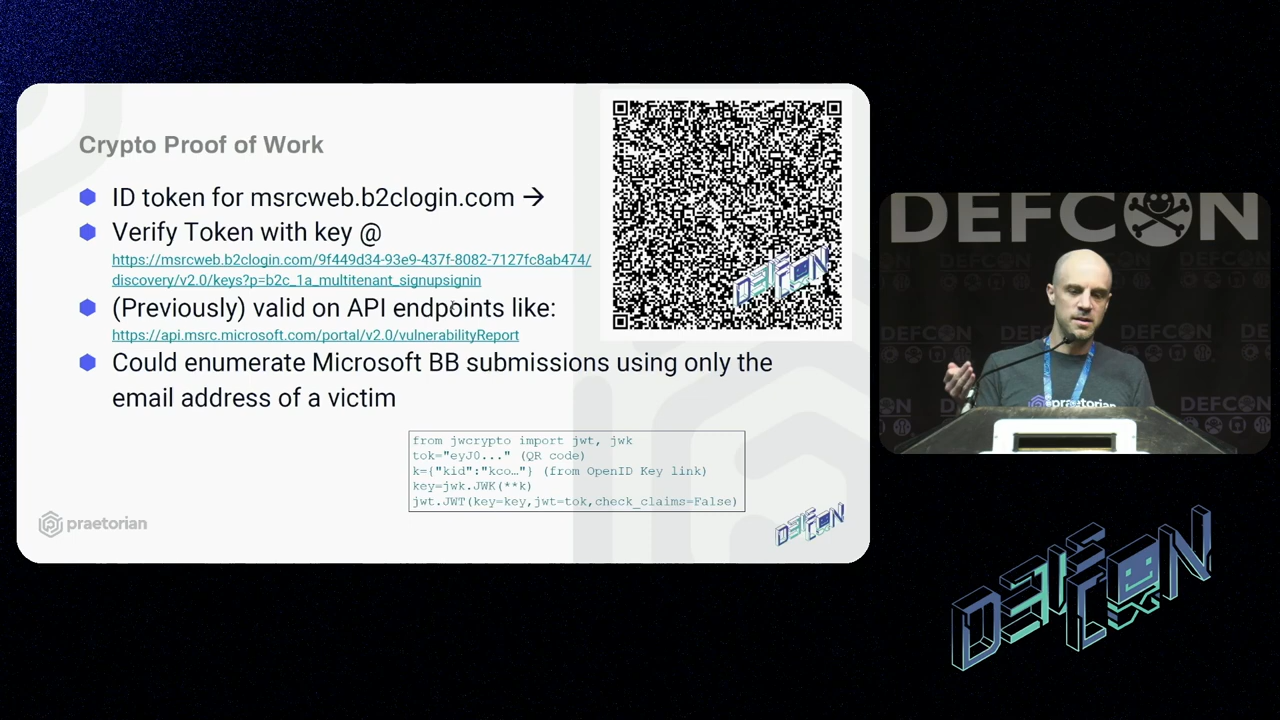 Crypto Proof of Work
ID token for msrcweb.b2clogin.com →
Verify Token with key @
https://msrcweb.b2clogin.com/9f449d34-93e9-437f-8082-7127fc8ab474/
discovery/v2.0/keys?p=b2c_1a_multitenant_signupsignin
(Previously) valid on API endpoints like:
https://api.msrc.microsoft.com/portal/v2.0/vulnerabilityReport
Could enumerate Microsoft BB submissions using only the
email address of a victim
from jwcrypto import jwt, jwk
tok="eyJ0..." (QR code)
k={"kid":"kco…"} (from OpenID Key link)
key=jwk.JWK(**k)
jwt.JWT(key=key,jwt=tok,check_claims=False)
praetorian
DEFCON
DEFCON
DEFCON
praetorian
DEFCON
DEFCON